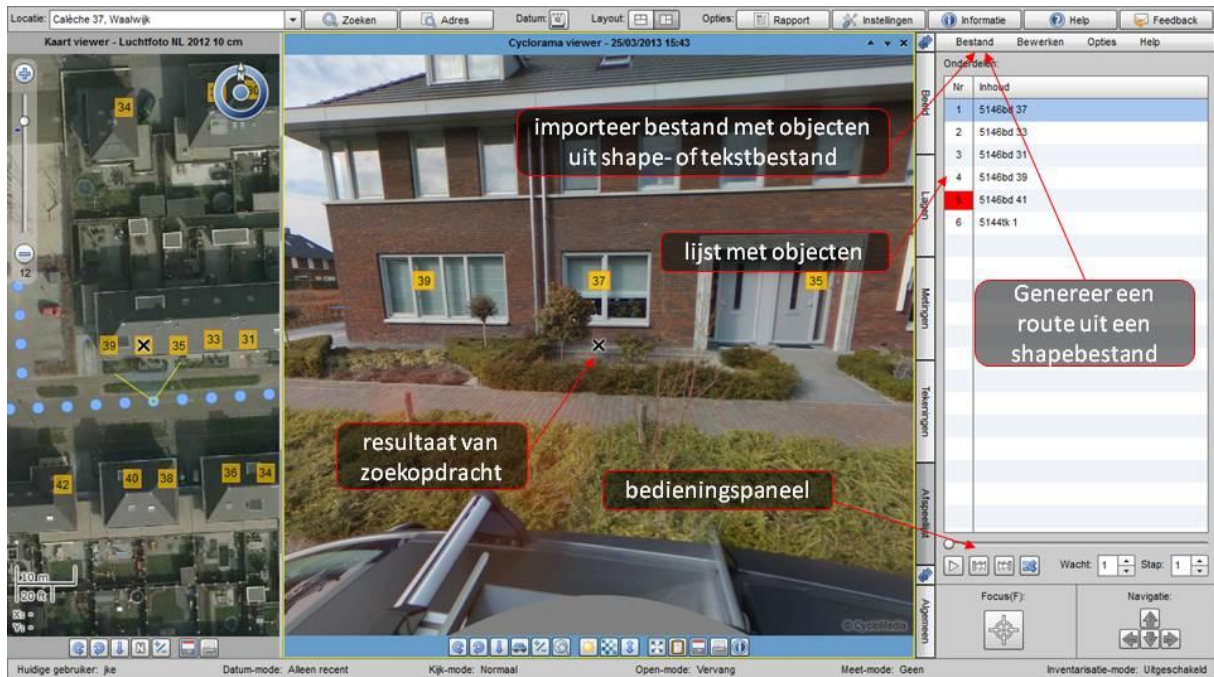 Locatie: Calèche 37, Waalwijk Zoeken Adres Datum: Layout: Opties: Rapport Instellingen Informatie Help Feedback
Kaart viewer - Luchtfoto NL 2012 10 cm
34
N
12
39 35 33 31
42 40 38 36 34
10 m
20 ft
X: -
Y: -
Cyclorama viewer - 25/03/2013 15:43
importeer bestand met objecten
uit shape- of tekstbestand
lijst met objecten
39 37 35
resultaat van
zoekopdracht
bedieningspaneel
© CycloMedia
Beeld
Lagen
Metingen
Tekeningen
Afspeellijst
Algemeen
Bestand Bewerken Opties Help
Onderdelen:
Nr Inhoud
1 5146bd 37
2 5146bd 33
3 5146bd 31
4 5146bd 39
5 5146bd 41
6 5144tk 1
Genereer een
route uit een
shapebestand
Wacht: 1 Stap: 1
Focus(F): Navigatie:
Huidige gebruiker: jke Datum-mode: Alleen recent Kijk-mode: Normaal Open-mode: Vervang Meet-mode: Geen Inventarisatie-mode: Uitgeschakeld